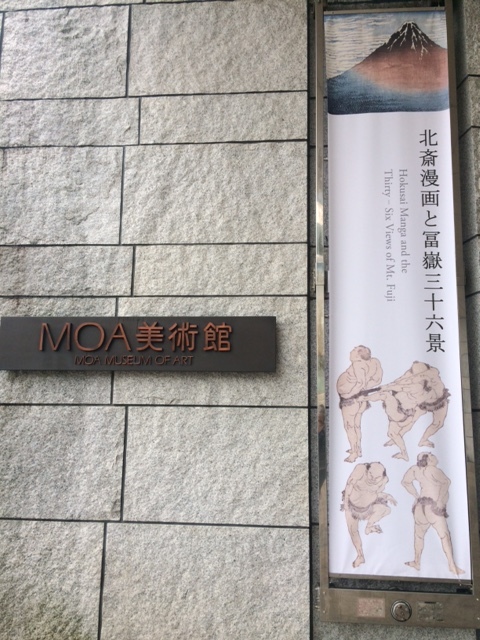 MOA美術館
MOA MUSEUM OF ART
北斎漫画と冨嶽三十六景
Hokusai Manga and the
Thirty-Six Views of Mt. Fuji